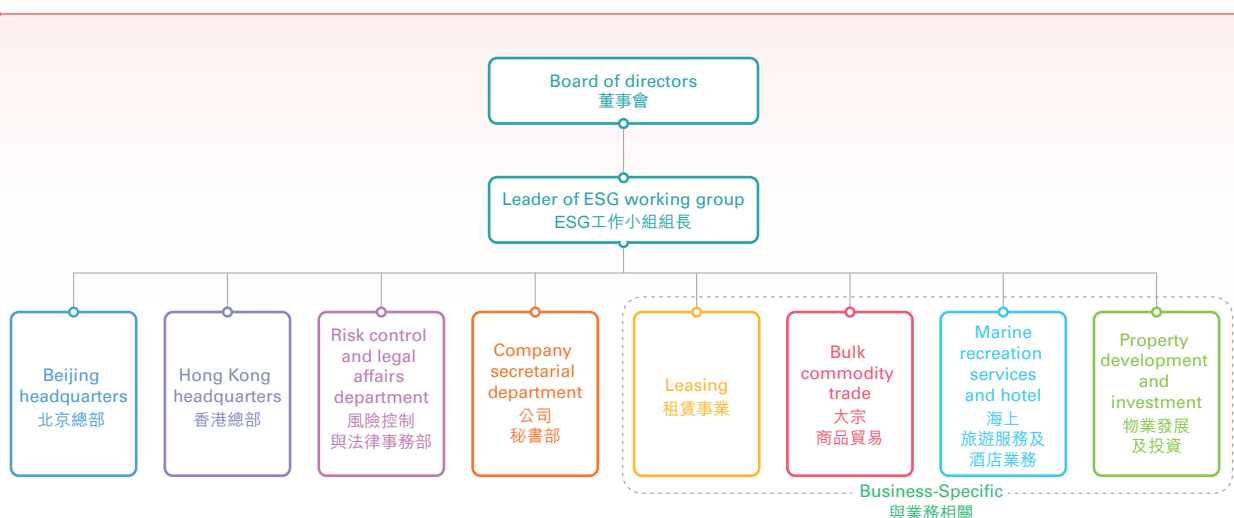 Board of directors
董事會
Leader of ESG working group
ESG工作小組組長
Beijing
headquarters
北京總部
Hong Kong
headquarters
香港總部
Risk control
and legal
affairs
department
風險控制
與法律事務部
Company
secretarial
department
公司
秘書部
Leasing
租賃事業
Bulk
commodity
trade
大宗
商品貿易
Marine
recreation
services
and hotel
海上
旅遊服務及
酒店業務
Property
development
and
investment
物業發展
及投資
Business-Specific
與業務相關